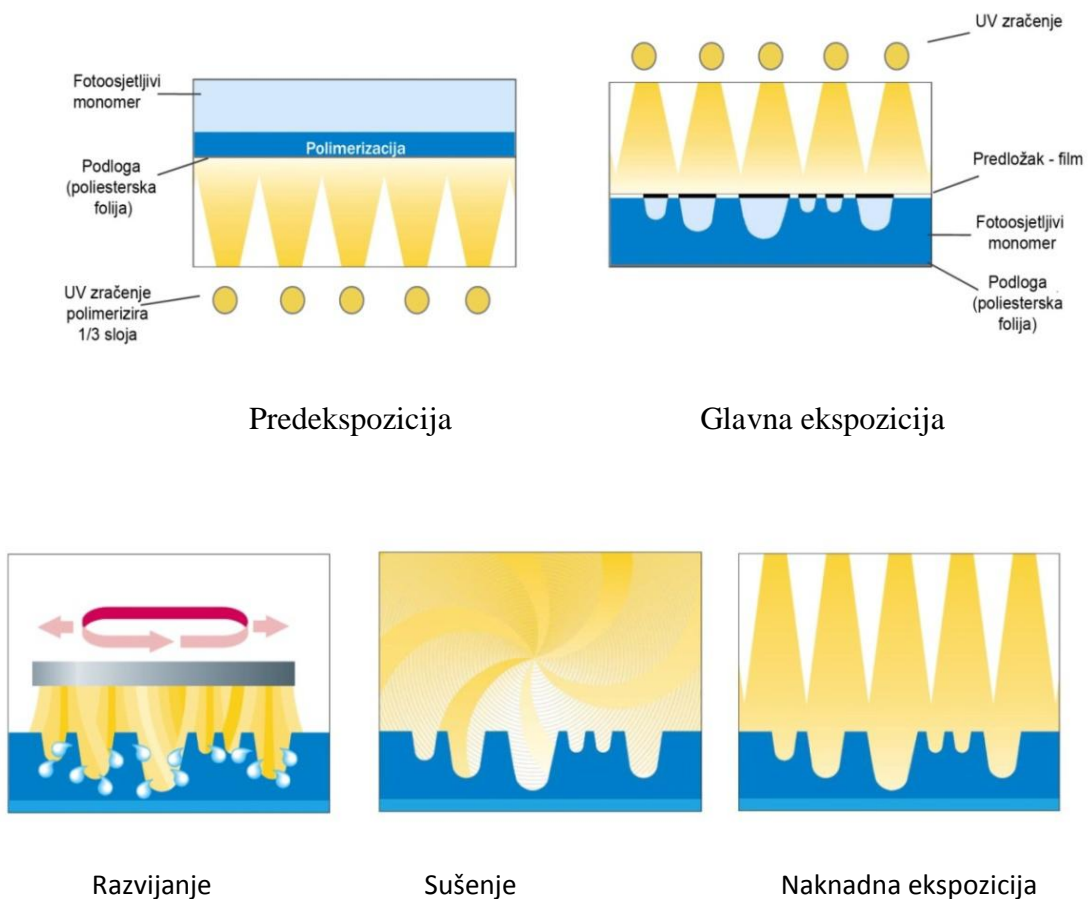 Fotoosjetljivi
monomer
Polimerizacija
Podloga
(poliesterska
folija)
UV zračenje
polimerizira
1/3 sloja
UV zračenje
Predložak - film
Fotoosjetljivi
monomer
Podloga
(poliesterska
folija)
Predekspozicija
Glavna ekspozicija
Razvijanje
Sušenje
Naknadna ekspozicija